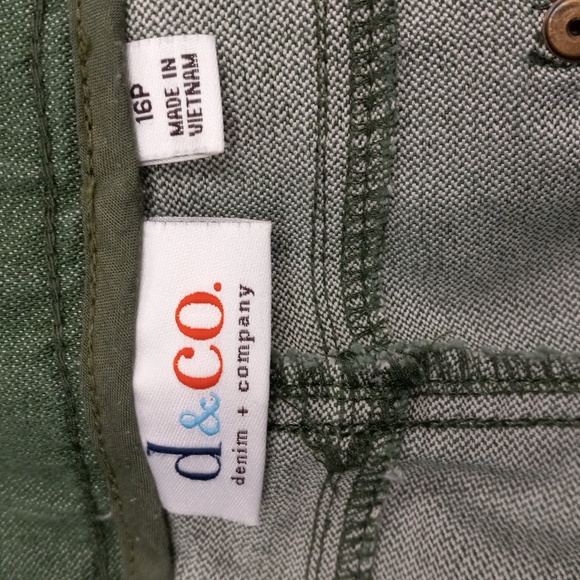 16P
MADE IN
VIETNAM
d&co.
denim + company